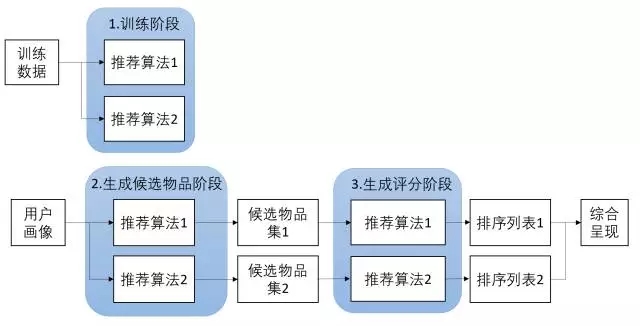 1.训练阶段
训练
数据
推荐算法1
推荐算法2
2.生成候选物品阶段
3.生成评分阶段
用户
画像
推荐算法1
候选物品
集1
推荐算法1
排序列表1
综合
呈现
推荐算法2
候选物品
集2
推荐算法2
排序列表2